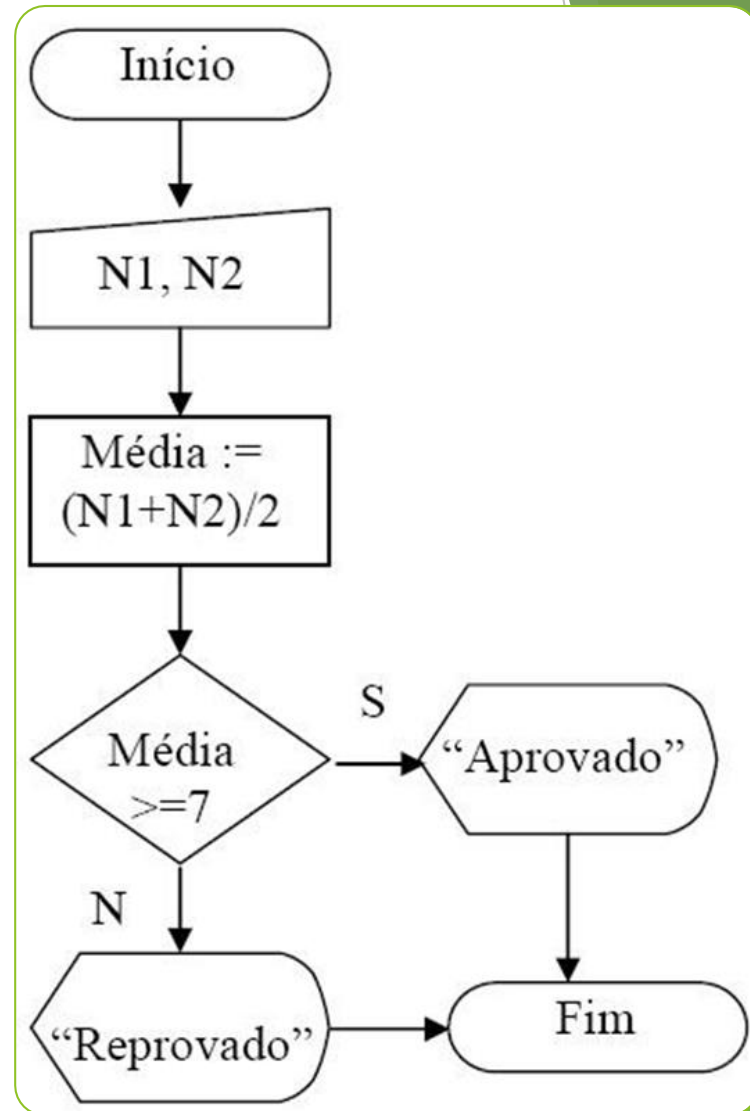 Início
N1, N2
Média :=
(N1+N2)/2
Média
>=7
S
“Aprovado”
N
“Reprovado”
Fim